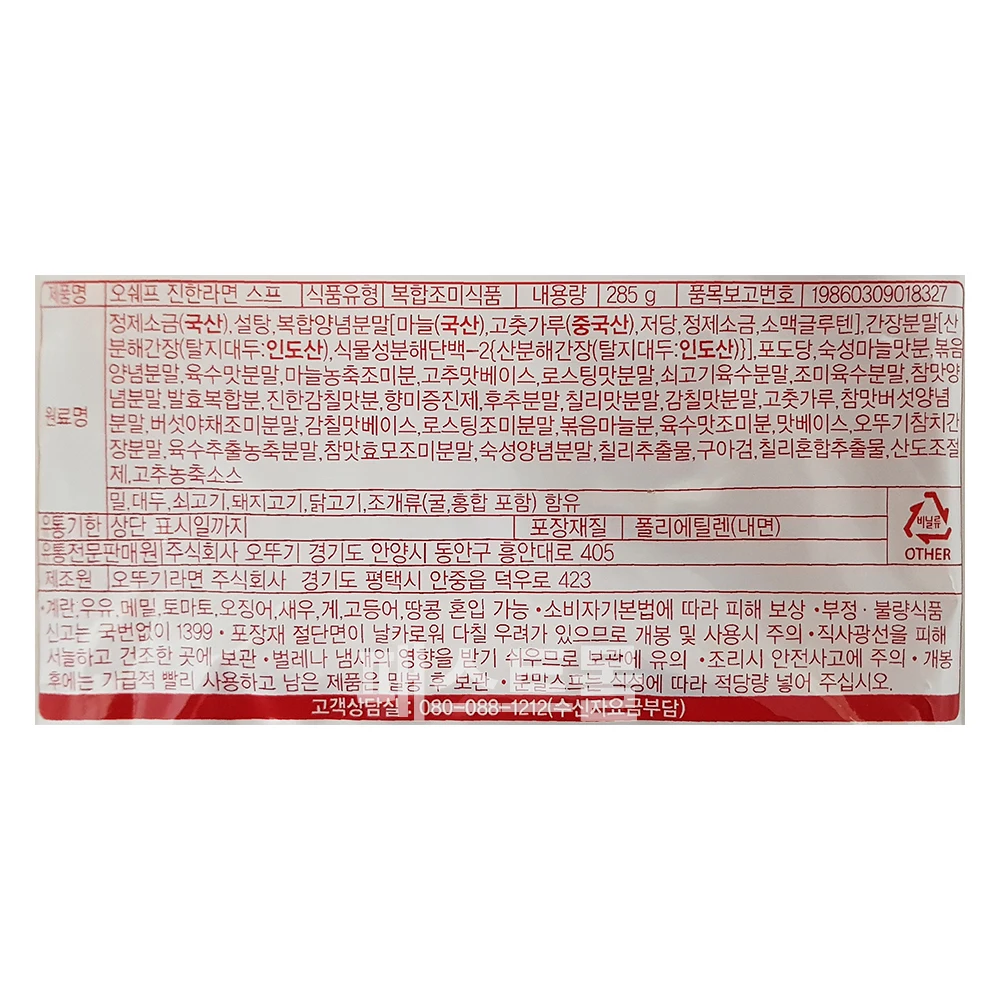 제품명 오쉐프 진한라면 스프 식품유형 복합조미식품 내용량 285 g 품목보고번호 19860309018327
원료명
정제소금(국산),설탕,복합양념분말[마늘(국산),고춧가루(중국산),저당,정제소금,소맥글루텐],간장분말[산
분해간장(탈지대두:인도산),식물성분해단백-2{산분해간장(탈지대두:인도산)}],포도당,숙성마늘맛분,볶음
양념분말,육수맛분말,마늘농축조미분,고추맛베이스,로스팅맛분말,쇠고기육수분말,조미육수분말,참맛양
념분말,발효복합분,진한감칠맛분,향미증진제,후추분말,칠리맛분말,감칠맛분말,고춧가루,참맛버섯양념
분말,버섯야채조미분말,감칠맛베이스,로스팅조미분말,볶음마늘분,육수맛조미분,맛베이스,오뚜기참치간
장분말,육수추출농축분말,참맛효모조미분말,숙성양념분말,칠리추출물,구아검,칠리혼합추출물,산도조절
제,고추농축소스
밀,대두,쇠고기,돼지고기,닭고기,조개류(굴,홍합 포함) 함유
유통기한 상단 표시일까지 포장재질 폴리에틸렌(내면)
비닐류
OTHER
유통전문판매원 주식회사 오뚜기 경기도 안양시 동안구 흥안대로 405
제조원 오뚜기라면 주식회사 경기도 평택시 안중읍 덕우로 423
•계란,우유,메밀,토마토,오징어,새우,게,고등어,땅콩 혼입 가능 •소비자기본법에 따라 피해 보상 •부정·불량식품
신고는 국번없이 1399 • 포장재 절단면이 날카로워 다칠 우려가 있으므로 개봉 및 사용시 주의 •직사광선을 피해
서늘하고 건조한 곳에 보관 •벌레나 냄새의 영향을 받기 쉬우므로 보관에 유의 •조리시 안전사고에 주의 •개봉
후에는 가급적 빨리 사용하고 남은 제품은 밀봉 후 보관 •분말스프는 식성에 따라 적당량 넣어 주십시오.
고객상담실 : 080-088-1212(수신자요금부담)